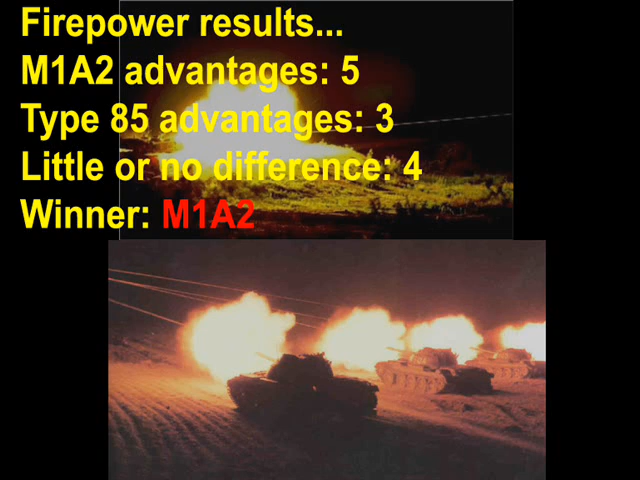 Firepower results...
M1A2 advantages: 5
Type 85 advantages: 3
Little or no difference: 4
Winner: M1A2